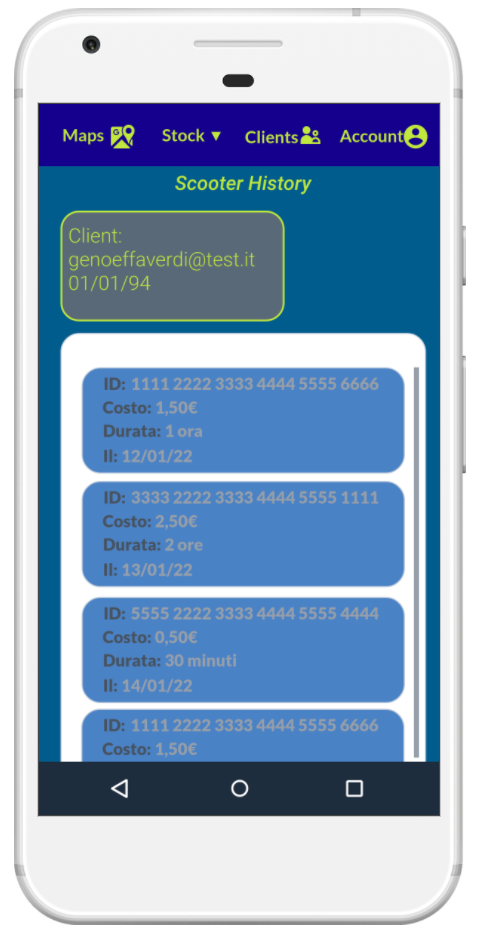 Maps Stock ▼ Clients Account
Scooter History
Client:
genoeffaverdi@test.it
01/01/94
ID: 1111 2222 3333 4444 5555 6666
Costo: 1,50€
Durata: 1 ora
Il: 12/01/22
ID: 3333 2222 3333 4444 5555 1111
Costo: 2,50€
Durata: 2 ore
Il: 13/01/22
ID: 5555 2222 3333 4444 5555 4444
Costo: 0,50€
Durata: 30 minuti
Il: 14/01/22
ID: 1111 2222 3333 4444 5555 6666
Costo: 1,50€